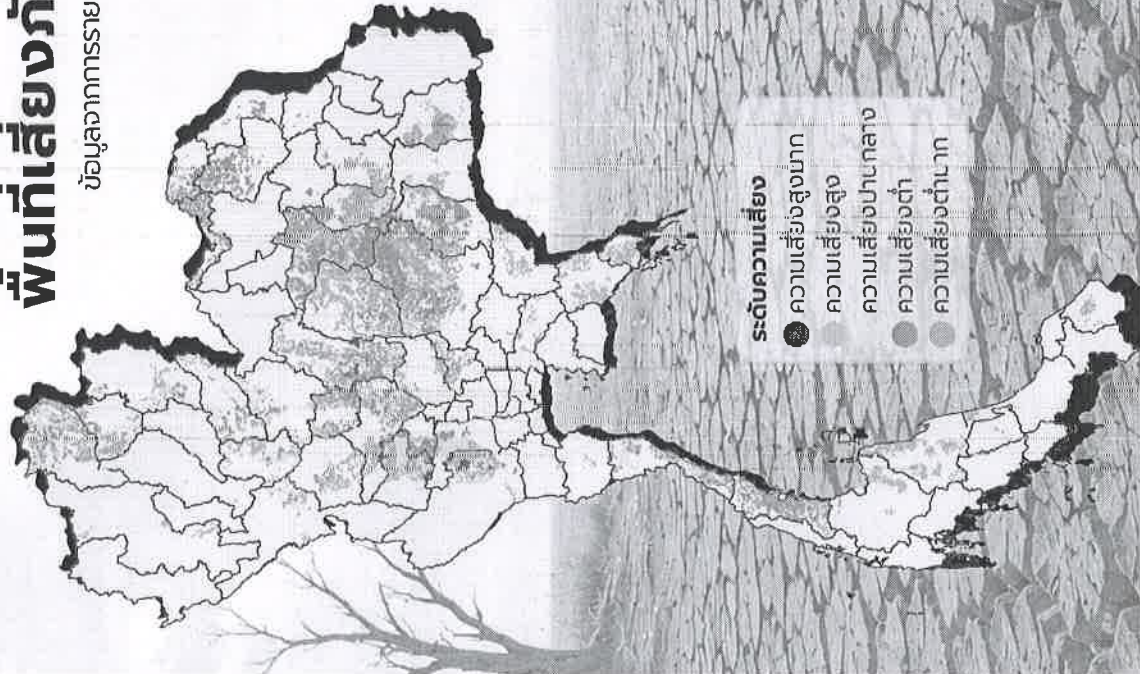 พื้นที่เสี่ยงภั
ข้อมูลจากการราย
ระดับความเสี่ยง
ความเสี่ยงสูงมาก
ความเสี่ยงสูง
ความเสี่ยงปานกลาง
ความเสี่ยงต่ำ
ความเสี่ยงต่ำมาก